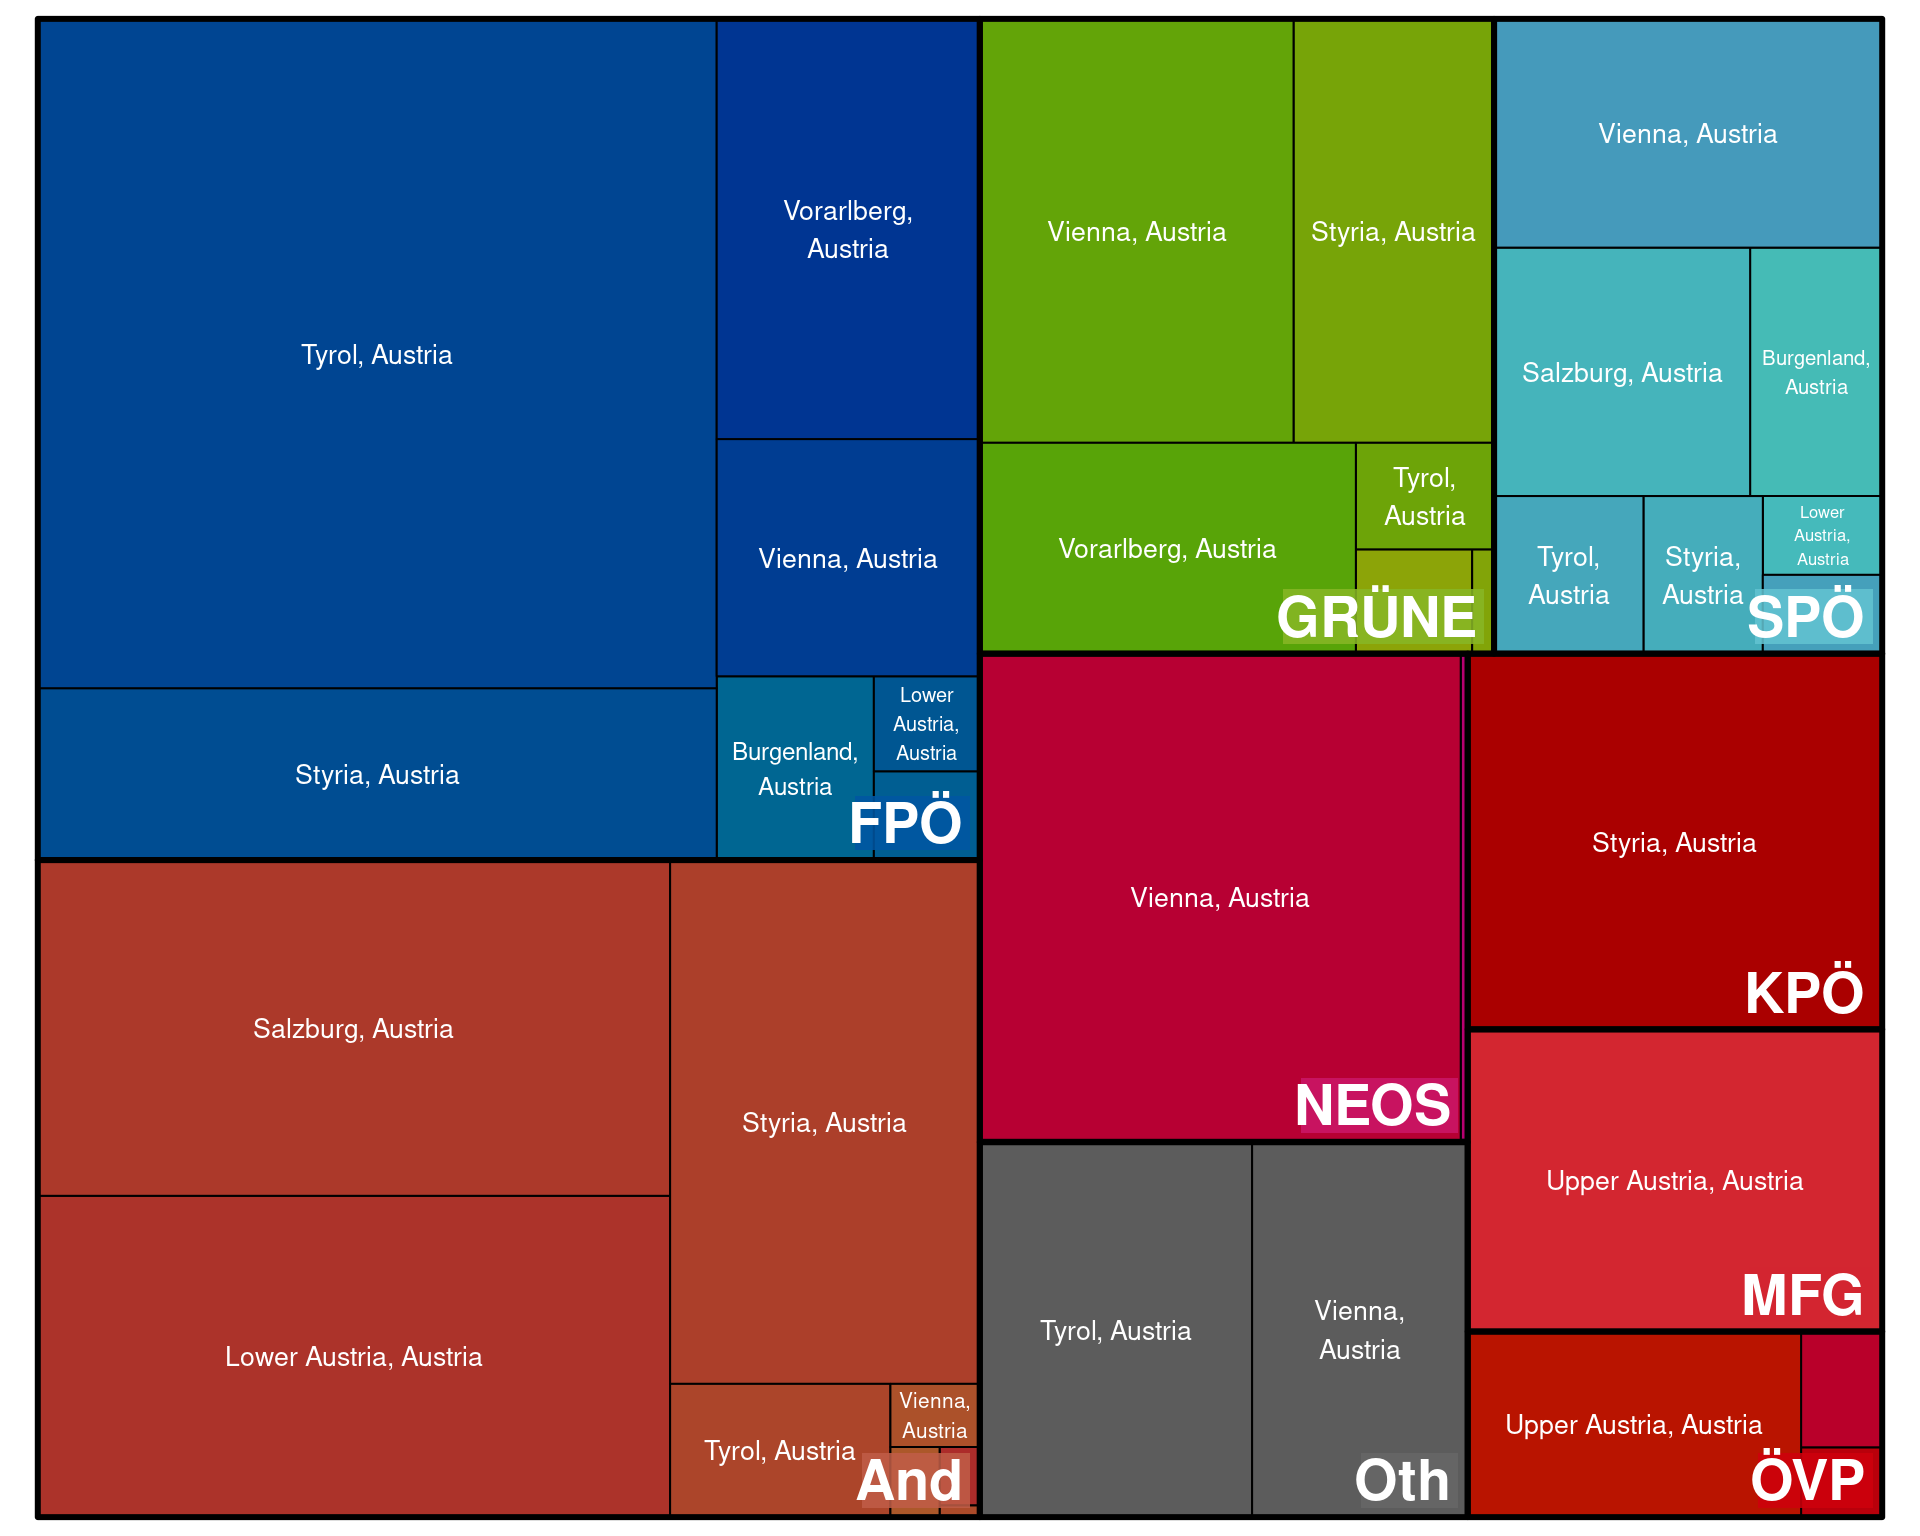 Tyrol, Austria
Vorarlberg,
Austria
Vienna, Austria
Styria, Austria
Burgenland,
Austria
Lower
Austria,
Austria
FPÖ
Salzburg, Austria
Lower Austria, Austria
Styria, Austria
Tyrol, Austria
Vienna,
Austria
And
Vienna, Austria
Styria, Austria
Vorarlberg, Austria
Tyrol,
Austria
GRÜNE
Vienna, Austria
Salzburg, Austria
Burgenland,
Austria
Tyrol,
Austria
Styria,
Austria
Lower
Austria,
Austria
SPÖ
Vienna, Austria
NEOS
Styria, Austria
KPÖ
Upper Austria, Austria
MFG
Tyrol, Austria
Vienna,
Austria
Oth
Upper Austria, Austria
ÖVP